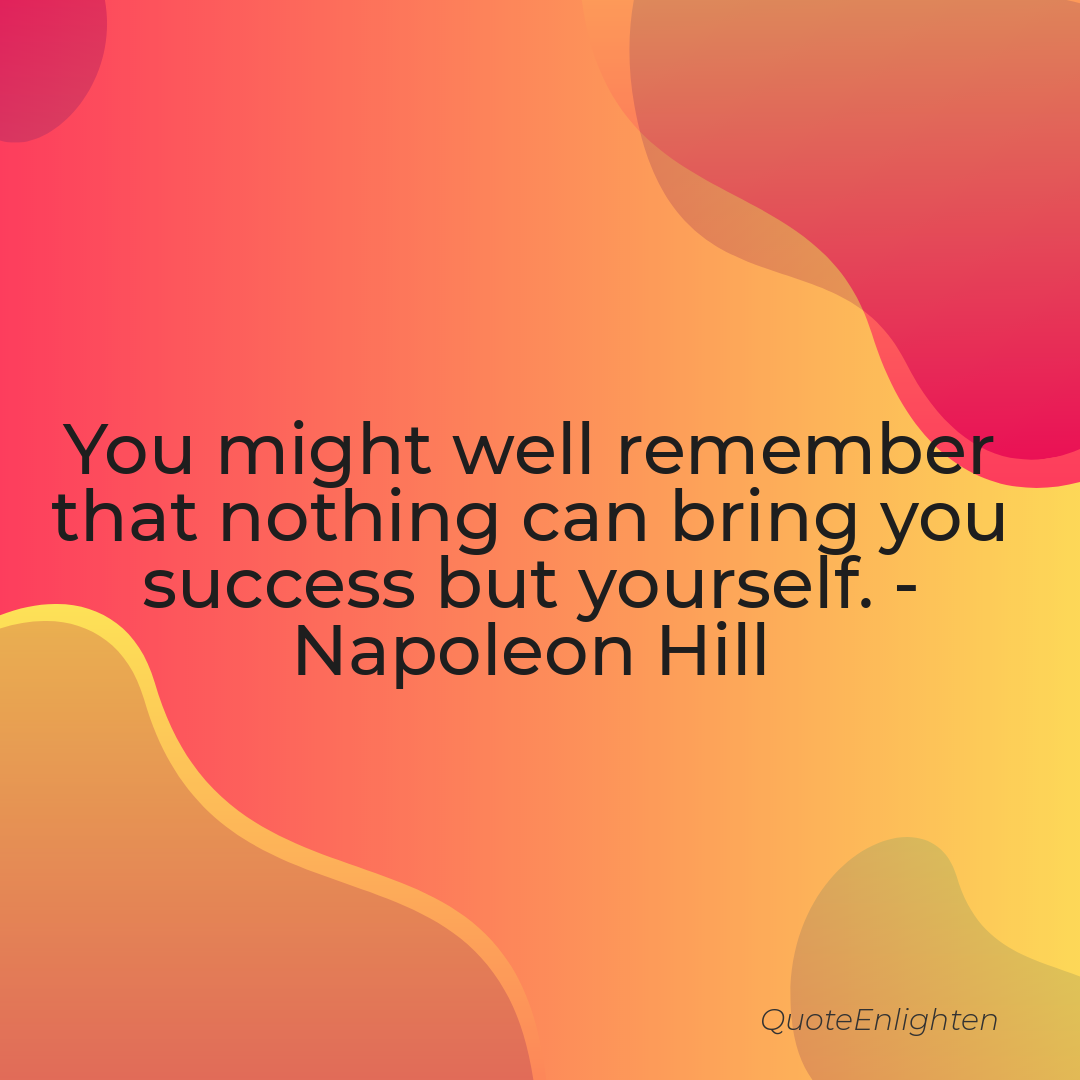 You might well remember
that nothing can bring you
success but yourself. -
Napoleon Hill
QuoteEnlighten